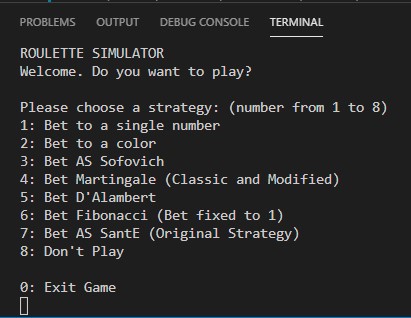 PROBLEMS OUTPUT DEBUG CONSOLE TERMINAL
ROULETTE SIMULATOR
Welcome. Do you want to play?
Please choose a strategy: (number from 1 to 8)
1: Bet to a single number
2: Bet to a color
3: Bet AS Sofovich
4: Bet Martingale (Classic and Modified)
5: Bet D'Alambert
6: Bet Fibonacci (Bet fixed to 1)
7: Bet AS SantE (Original Strategy)
8: Don't Play
0: Exit Game